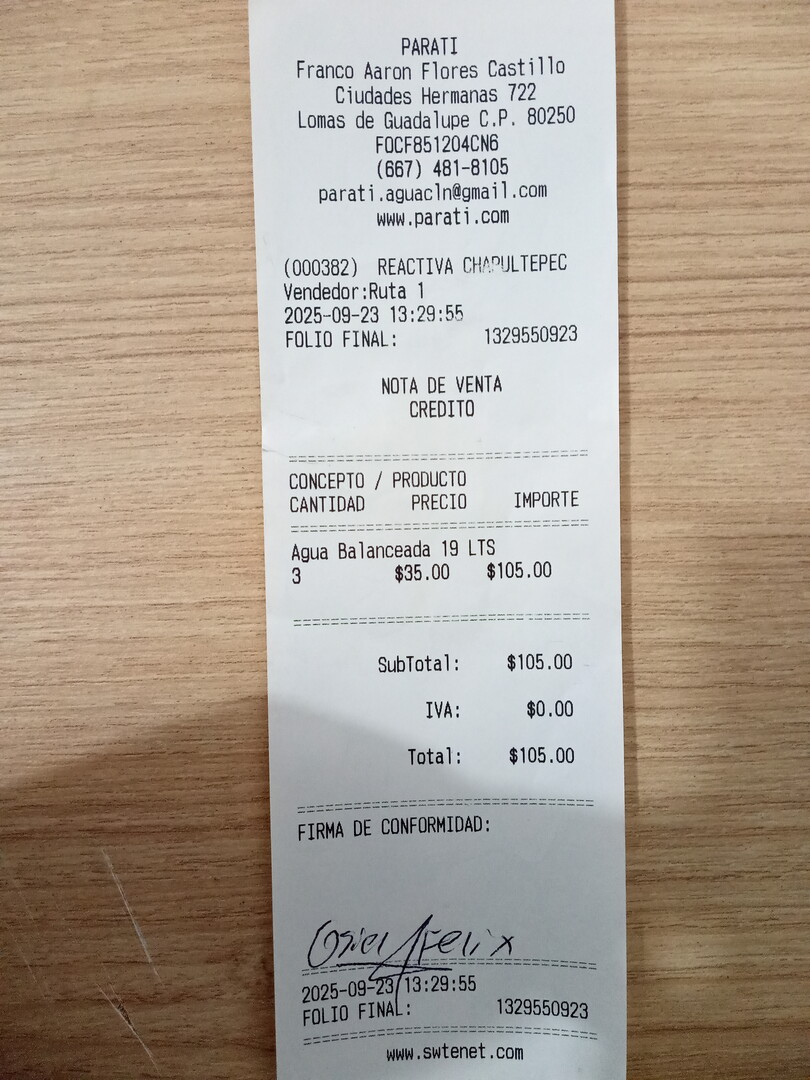 PARATI
Franco Aaron Flores Castillo
Ciudades Hermanas 722
Lomas de Guadalupe C.P. 80250
FOCF851204CN6
(667) 481-8105
parati.aguacln@gmail.com
www.parati.com
(000382) REACTIVA CHAPULTEPEC
Vendedor:Ruta 1
2025-09-23 13:29:55
FOLIO FINAL: 1329550923
NOTA DE VENTA
CREDITO
CONCEPTO / PRODUCTO
CANTIDAD PRECIO IMPORTE
Agua Balanceada 19 LTS
3 $35.00 $105.00
SubTotal: $105.00
IVA: $0.00
Total: $105.00
FIRMA DE CONFORMIDAD:
Osiel Felix
2025-09-23 13:29:55
FOLIO FINAL: 1329550923
www.swtenet.com